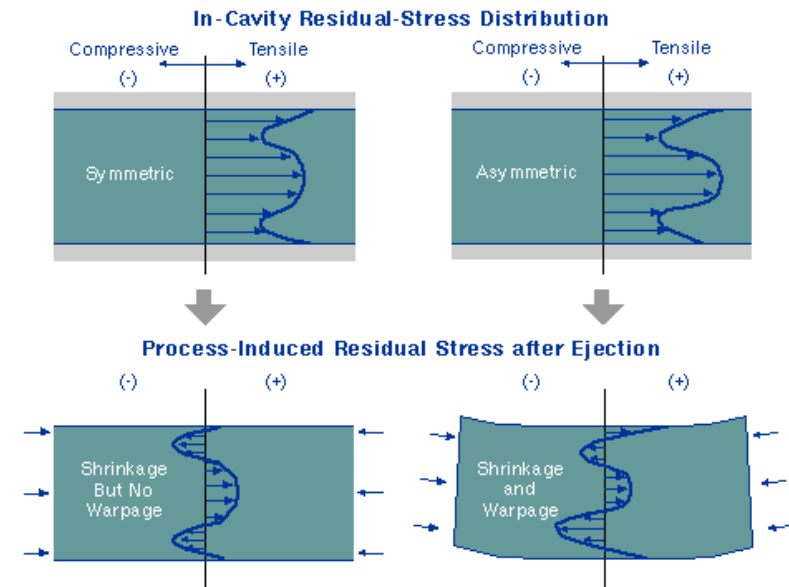 In-Cavity Residual-Stress Distribution
Compressive Tensile Compressive Tensile
(-) (+) (-) (+)
Symmetric Asymmetric
Process-Induced Residual Stress after Ejection
(-) (+) (-) (+)
Shrinkage
But No
Warpage
Shrinkage
and
Warpage